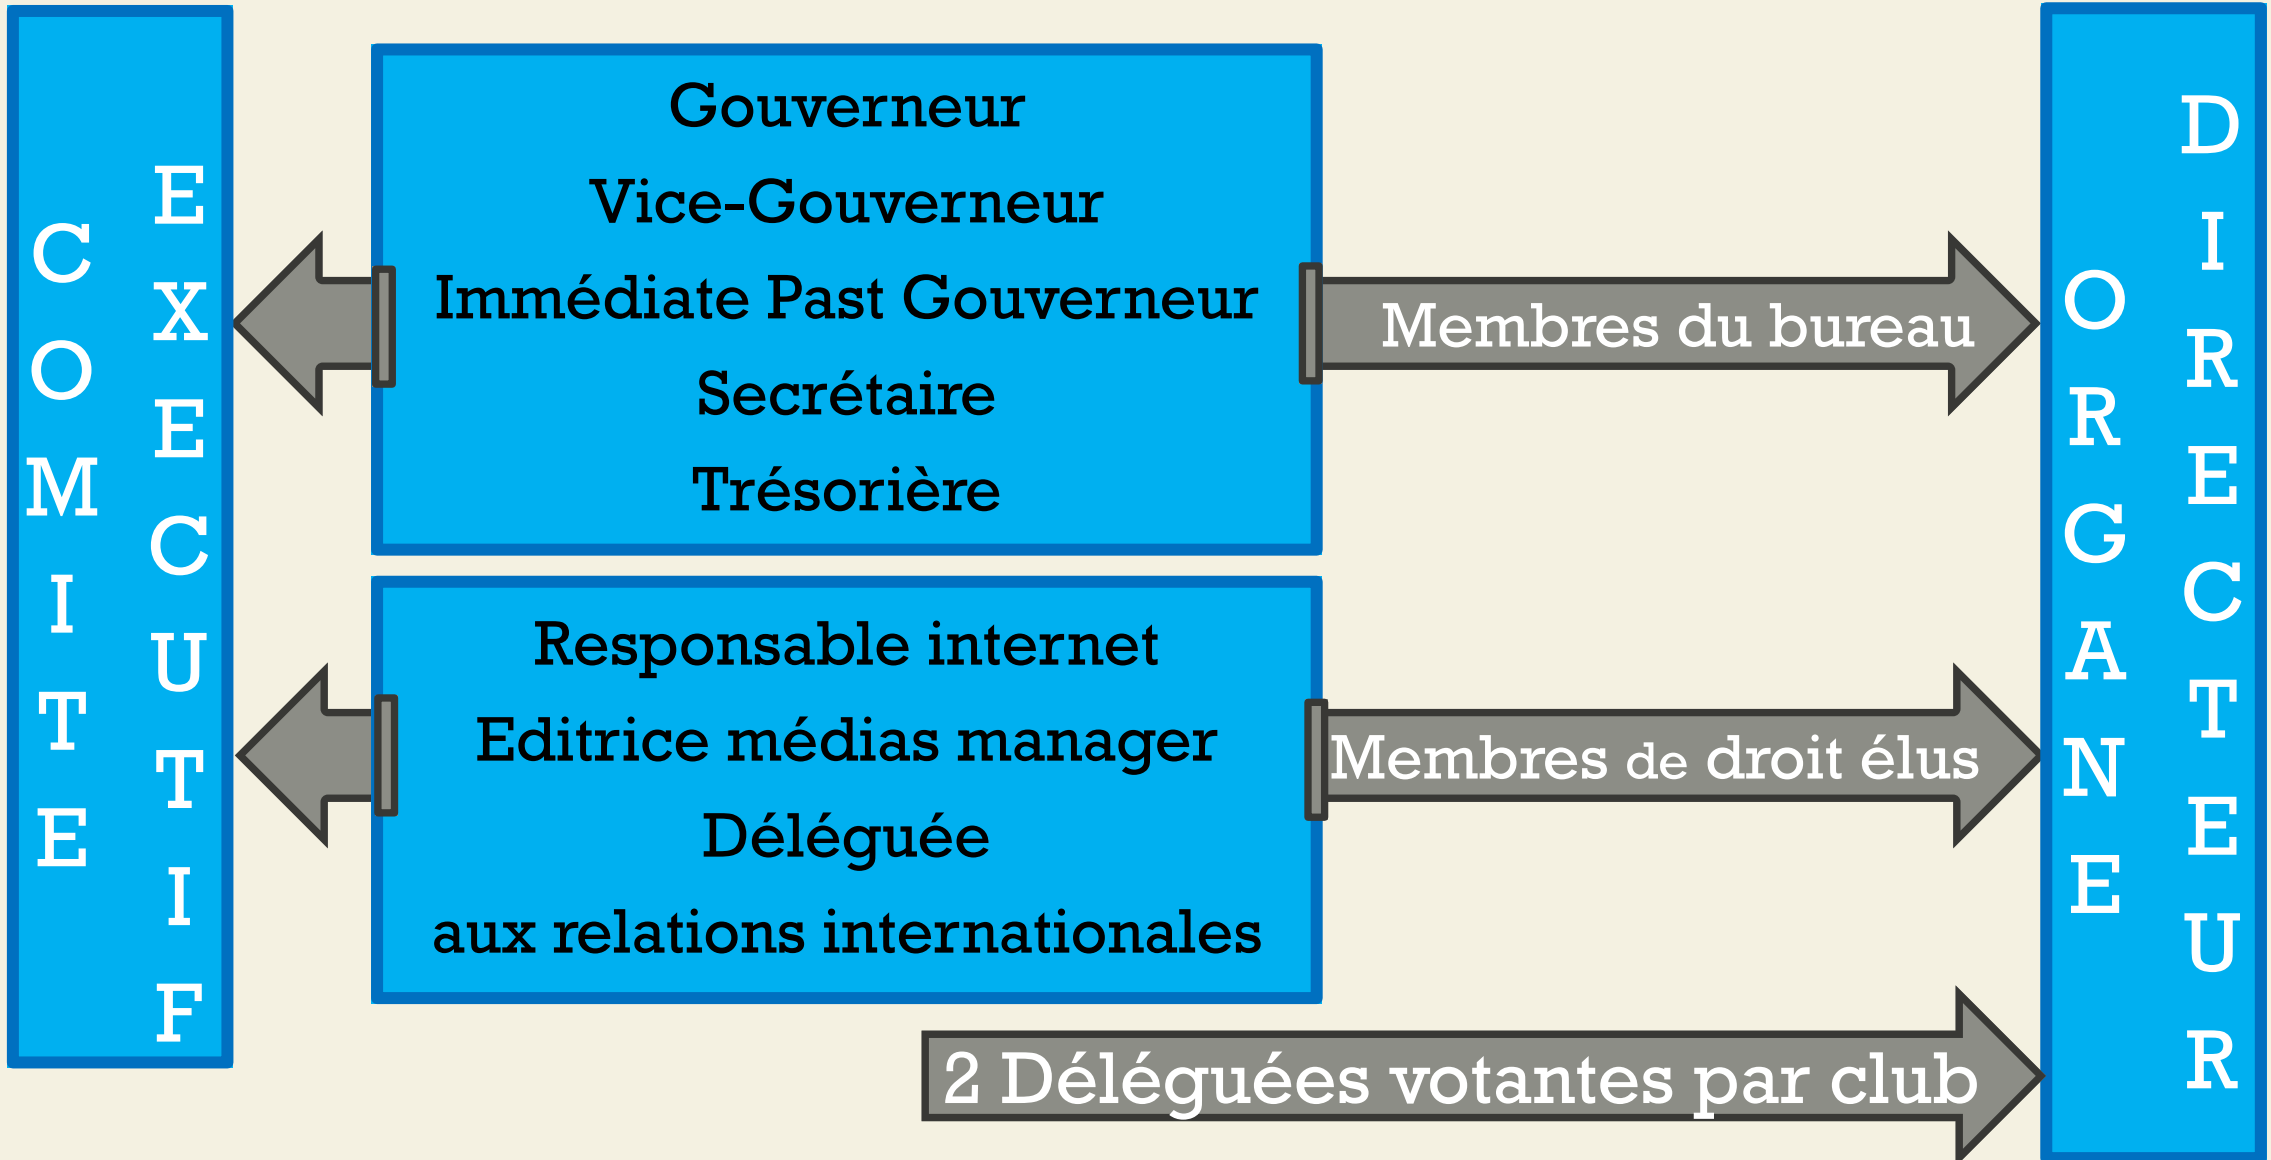 COMITE
EXECUTIF
Gouverneur
Vice-Gouverneur
Immédiate Past Gouverneur
Secrétaire
Trésorière
Membres du bureau
Responsable internet
Editrice médias manager
Déléguée
aux relations internationales
Membres de droit élus
2 Déléguées votantes par club
ORGANE
DIRECTEUR